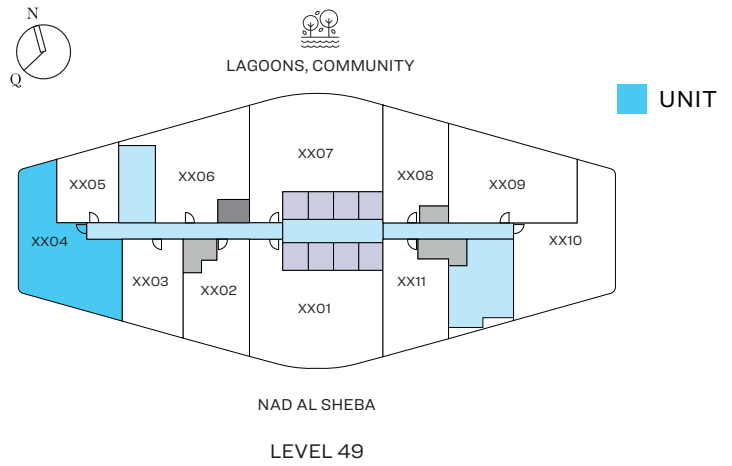 N
Q
LAGOONS, COMMUNITY
UNIT
XX07
XX05
XX06
XX08
XX09
XX04
XX10
XX03
XX02
XX01
XX11
NAD AL SHEBA
LEVEL 49